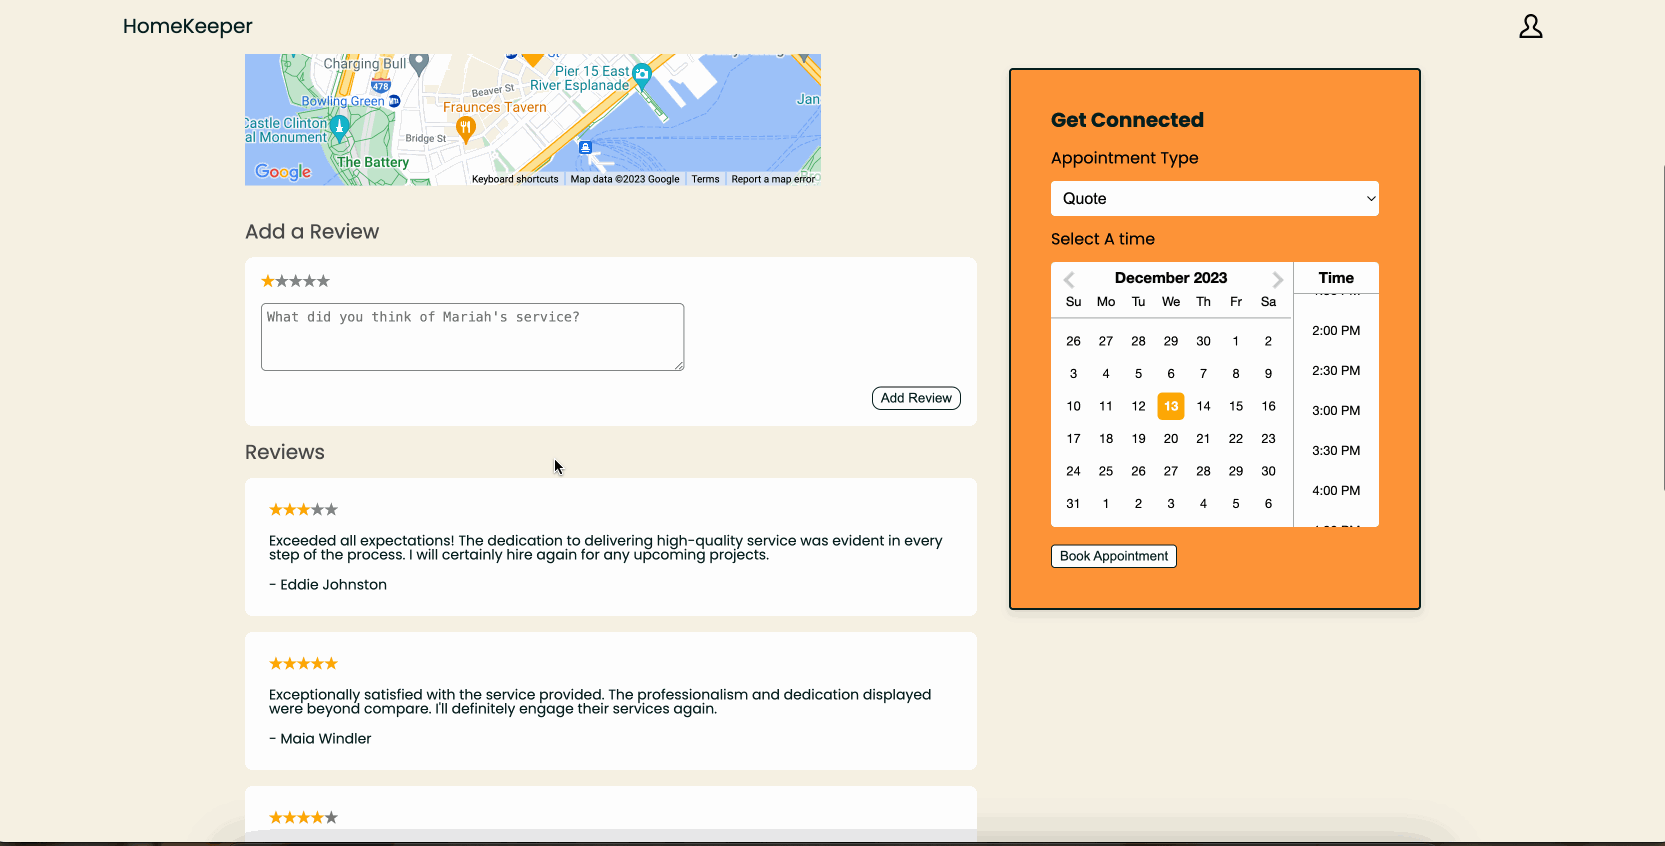 HomeKeeper
Charging Bull
478
Bowling Green
Castle Clinton
al Monument
The Battery
Beaver St
Bridge St
Fraunces Tavern
Pier 15 East
River Esplanade
St
Jan
Google
Keyboard shortcuts
Map data ©2023 Google
Terms
Report a map error
Add a Review
What did you think of Mariah's service?
Add Review
Reviews
Exceeded all expectations! The dedication to delivering high-quality service was evident in every
step of the process. I will certainly hire again for any upcoming projects.
- Eddie Johnston
Exceptionally satisfied with the service provided. The professionalism and dedication displayed
were beyond compare. I'll definitely engage their services again.
- Maia Windler
Get Connected
Appointment Type
Quote
Select A time
December 2023
Su Mo Tu We Th Fr Sa
26 27 28 29 30 1 2
3 4 5 6 7 8 9
10 11 12 13 14 15 16
17 18 19 20 21 22 23
24 25 26 27 28 29 30
31 1 2 3 4 5 6
Time
2:00 PM
2:30 PM
3:00 PM
3:30 PM
4:00 PM
Book Appointment